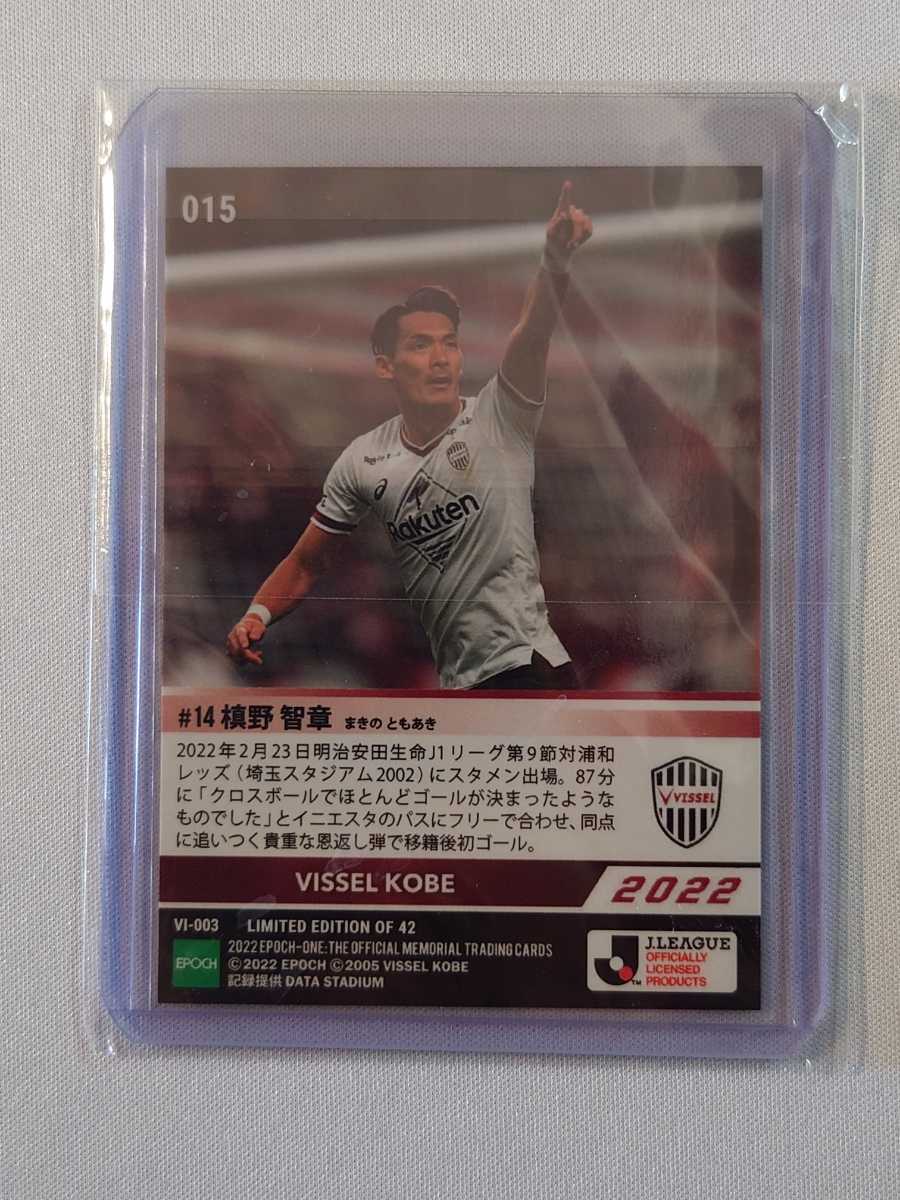 015
Rakuten
#14 槙野 智章 まきの ともあき
2022年2月23日明治安田生命J1リーグ第9節対浦和
レッズ（埼玉スタジアム2002）にスタメン出場。87分
に「クロスボールでほとんどゴールが決まったような
ものでした」とイニエスタのパスにフリーで合わせ、同点
に追いつく貴重な恩返し弾で移籍後初ゴール。
VISSEL
VISSEL KOBE
2022
VI-003 LIMITED EDITION OF 42
EPOCH
2022 EPOCH-ONE:THE OFFICIAL MEMORIAL TRADING CARDS
©2022 EPOCH ©2005 VISSEL KOBE
記録提供 DATA STADIUM
J.LEAGUE
OFFICIALLY
LICENSED
PRODUCTS
TM